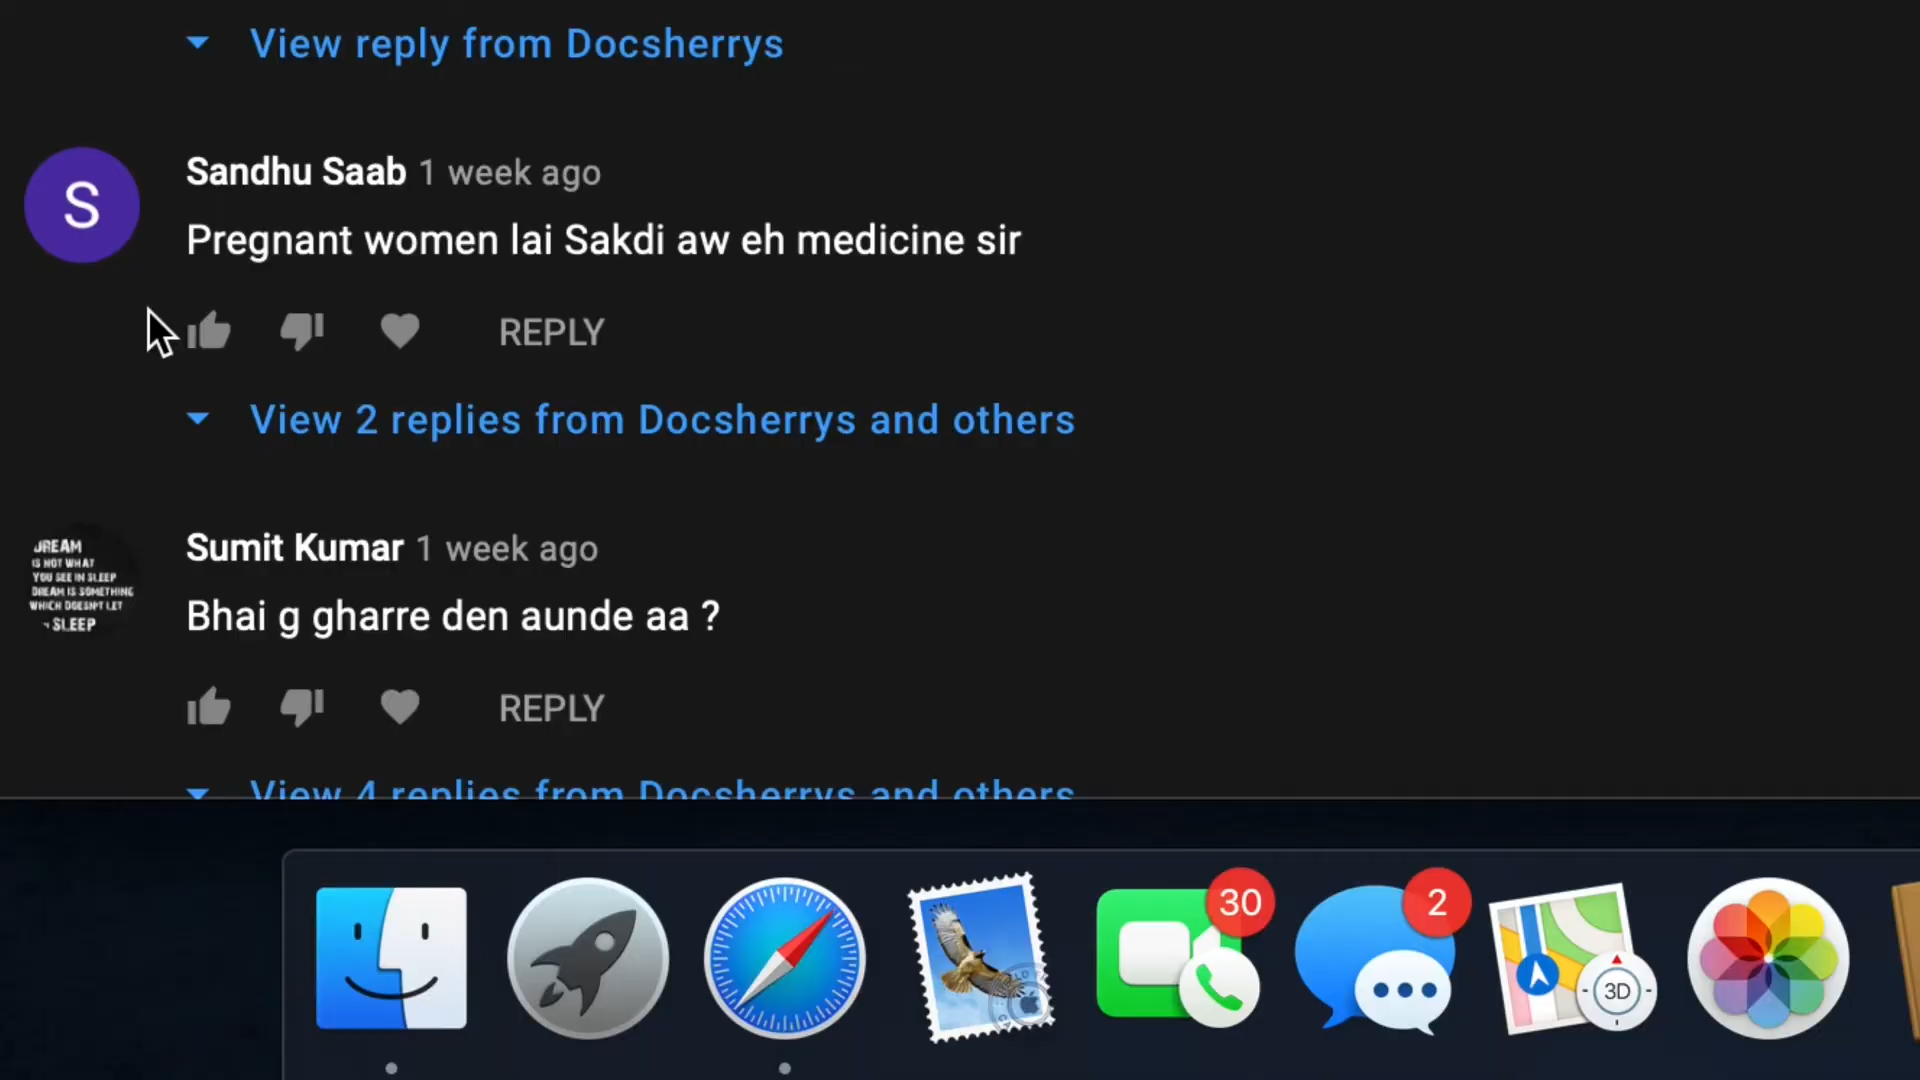 View reply from Docsherrys
S
Sandhu Saab 1 week ago
Pregnant women lai Sakdi aw eh medicine sir
REPLY
View 2 replies from Docsherrys and others
DREAM
IS NOT WHAT
YOU SEE IN SLEEP
DREAM IS SOMETHING
WHICH DOESN'T LET
SLEEP
Sumit Kumar 1 week ago
Bhai g gharre den aunde aa ?
REPLY
View 4 replies from Docsherrys and others
30
2
3D